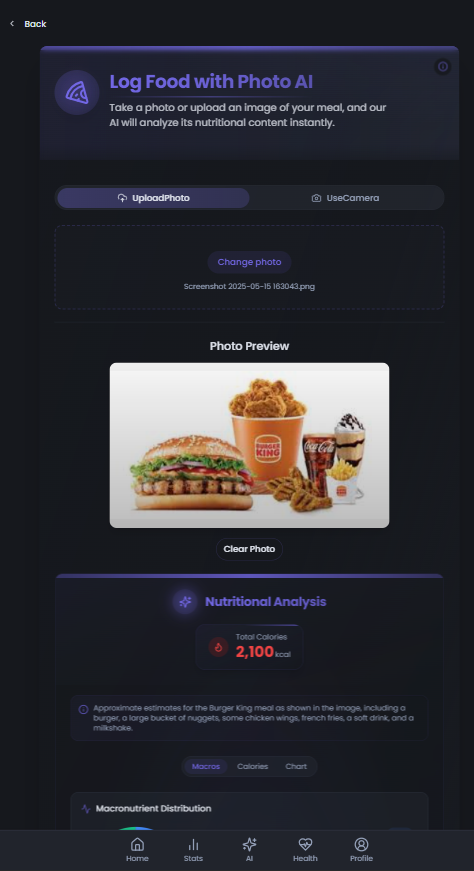 Back
Log Food with Photo AI
Take a photo or upload an image of your meal, and our
AI will analyze its nutritional content instantly.
UploadPhoto
UseCamera
Change photo
Screenshot 2025-05-15 163043.png
Photo Preview
BURGER
KING
Coca-Cola
Clear Photo
Nutritional Analysis
Total Calories
2,100 kcal
Approximate estimates for the Burger King meal as shown in the image, including a
burger, a large bucket of nuggets, some chicken wings, french fries, a soft drink, and a
milkshake.
Macros
Calories
Chart
Macronutrient Distribution
Home
Stats
AI
Health
Profile